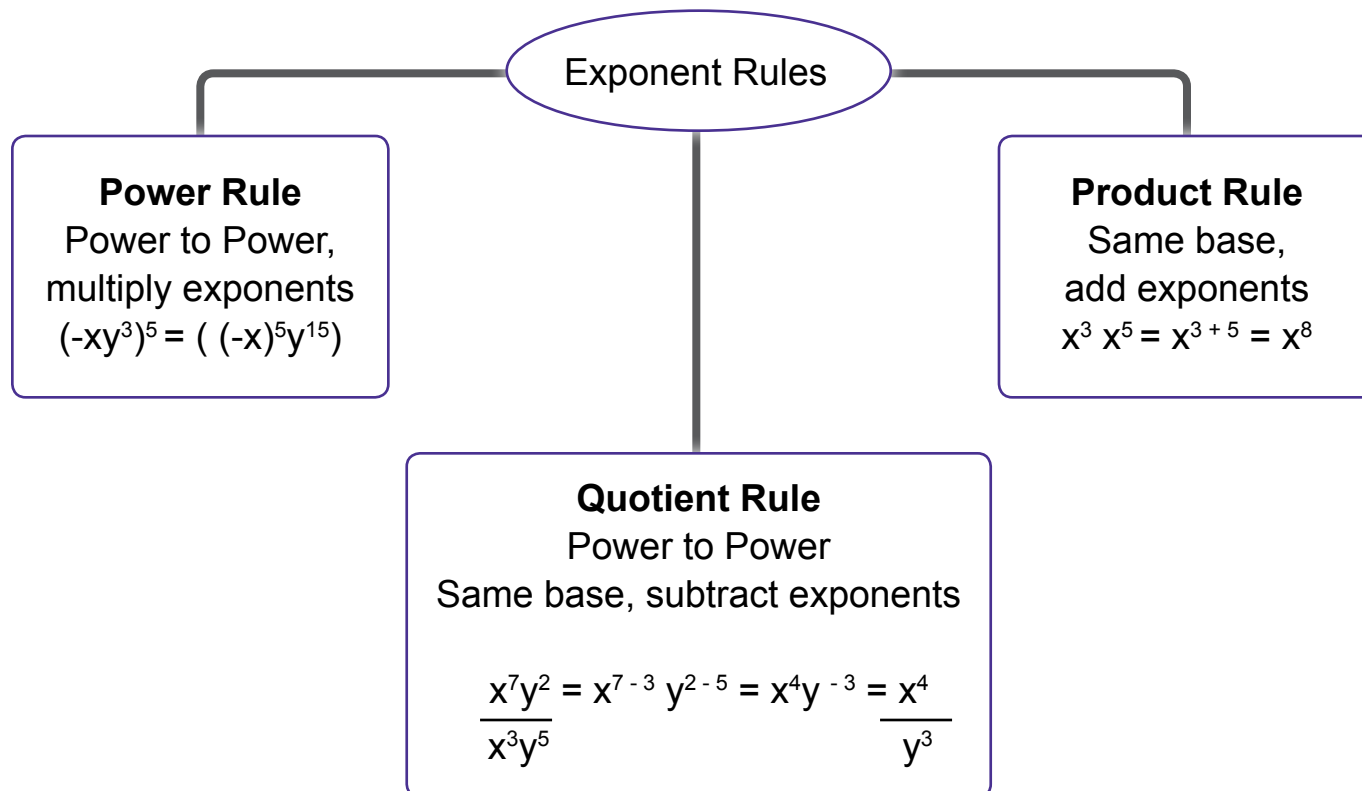 Exponent Rules
Power Rule
Power to Power,
multiply exponents
(-xy³)⁵ = ( (-x)⁵y¹⁵)
Product Rule
Same base,
add exponents
x³ x⁵ = x³ ⁺ ⁵ = x⁸
Quotient Rule
Power to Power
Same base, subtract exponents
x⁷y² = x⁷ ⁻ ³ y² ⁻ ⁵ = x⁴y ⁻ ³ = x⁴
x³y⁵ y³